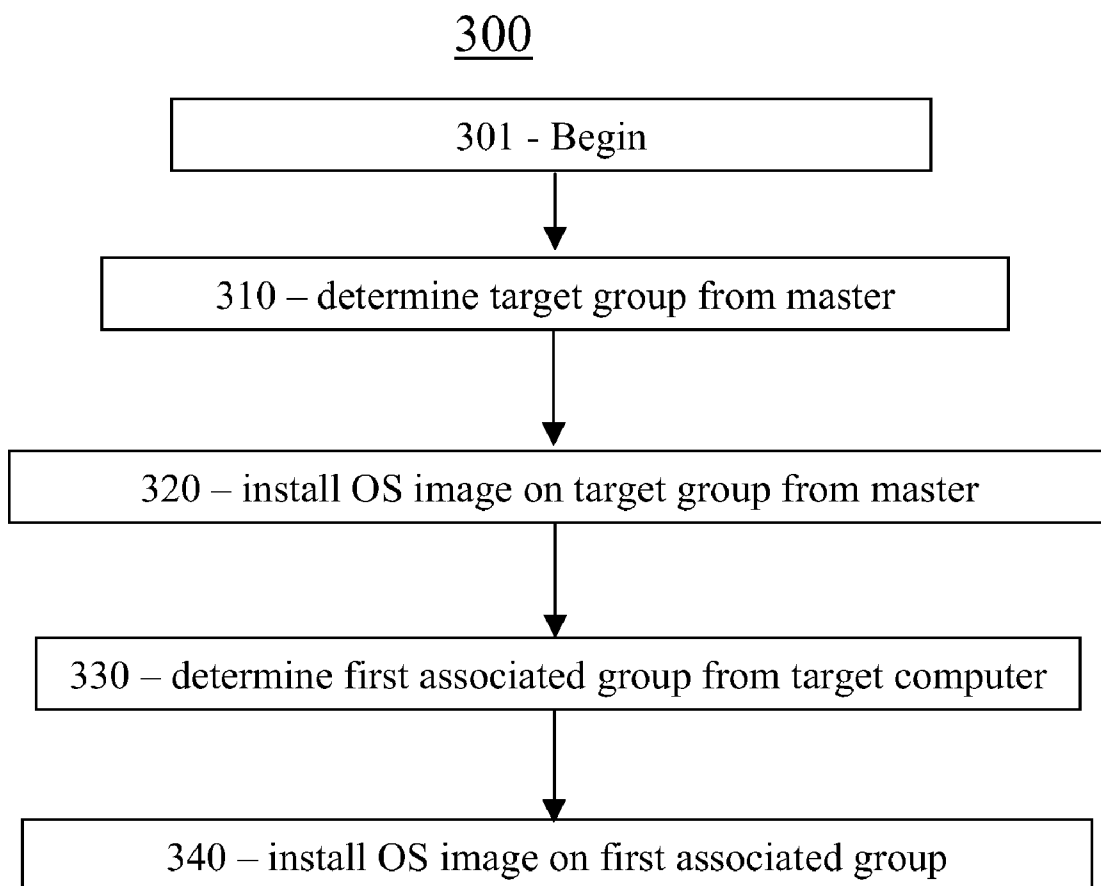 300
301 - Begin
310 – determine target group from master
320 – install OS image on target group from master
330 – determine first associated group from target computer
340 – install OS image on first associated group